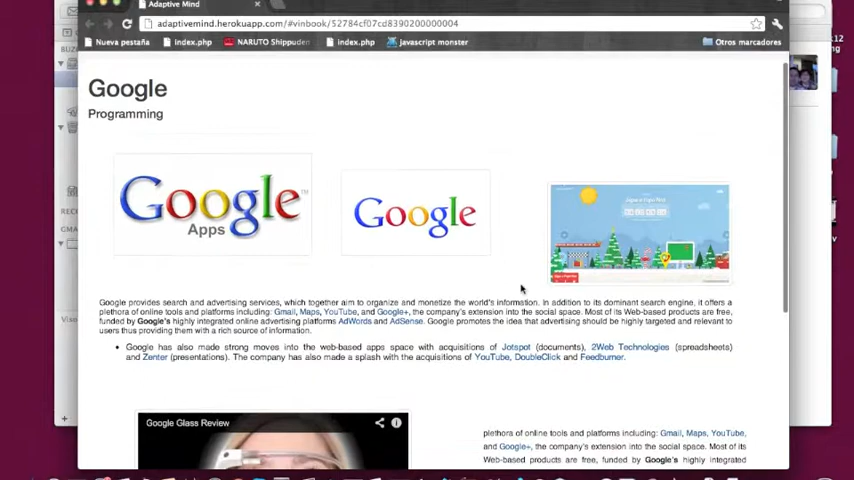 Adaptive Mind
adaptivemind.herokuapp.com/#vinbook/52784cf07cd8390200000004
Nueva pestaña index.php NARUTO Shippuden index.php javascript monster Otros marcadores
Google
Programming
Google™
Apps
Google
Google provides search and advertising services, which together aim to organize and monetize the world's information. In addition to its dominant search engine, it offers a
plethora of online tools and platforms including: Gmail, Maps, YouTube, and Google+, the company's extension into the social space. Most of its Web-based products are free,
funded by Google's highly integrated online advertising platforms AdWords and AdSense. Google promotes the idea that advertising should be highly targeted and relevant to
users thus providing them with a rich source of information.
• Google has also made strong moves into the web-based apps space with acquisitions of Jotspot (documents), 2Web Technologies (spreadsheets)
and Zenter (presentations). The company has also made a splash with the acquisitions of YouTube, DoubleClick and Feedburner.
Google Glass Review
plethora of online tools and platforms including: Gmail, Maps, YouTube,
and Google+, the company's extension into the social space. Most of its
Web-based products are free, funded by Google's highly integrated
RECE
GMA
Viso